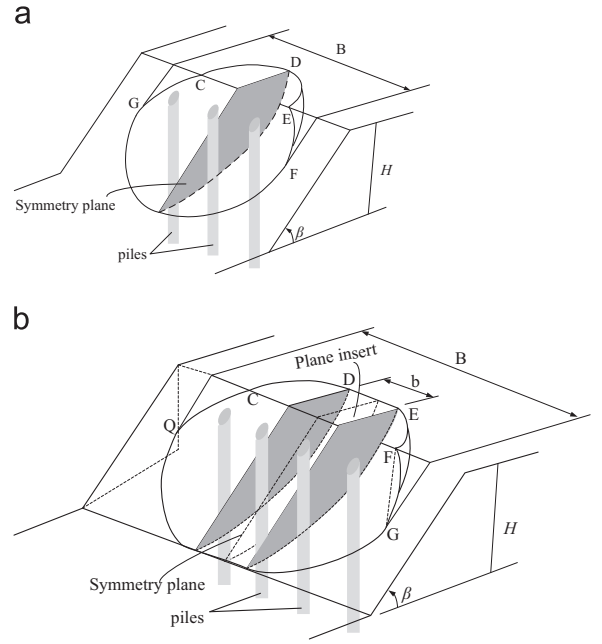 a
B
D
C
G
E
F
H
Symmetry plane
β
piles
b
Plane insert
B
D
b
C
E
Q
F
G
H
Symmetry plane
β
piles